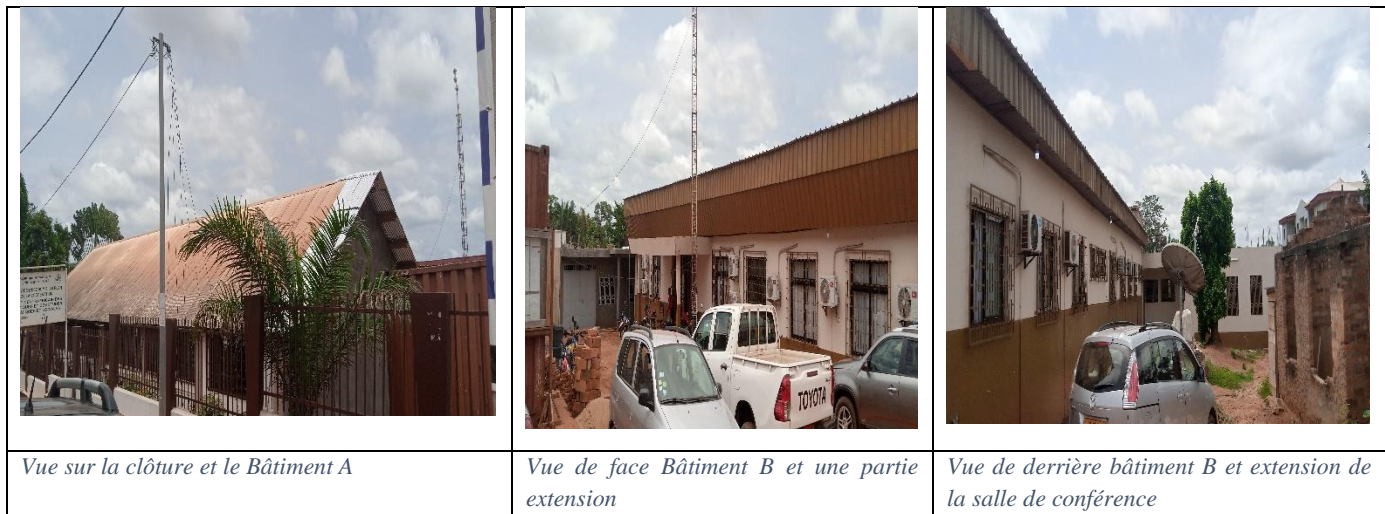 TOYOTA
Vue sur la clôture et le Bâtiment A
Vue de face Bâtiment B et une partie
extension
Vue de derrière bâtiment B et extension de
la salle de conférence